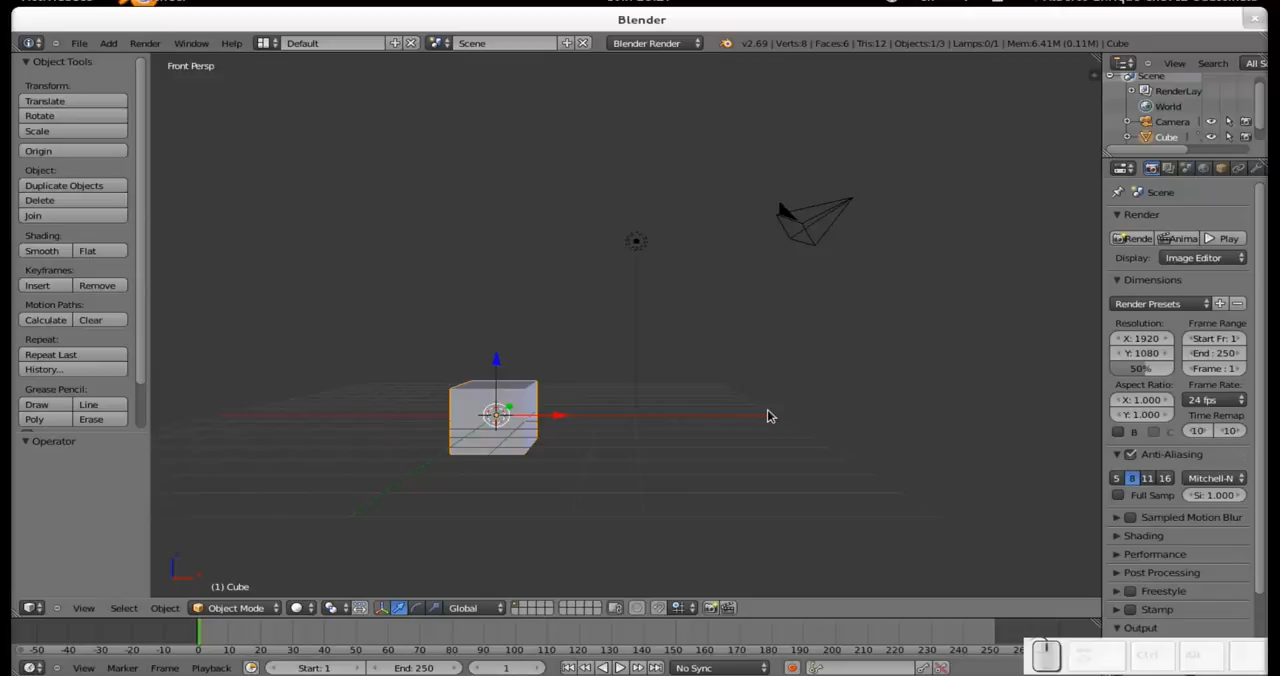 Blender
File Add Render Window Help Default Scene Blender Render v2.69 | Verts:8 | Faces:6 | Tris:12 | Objects:1/3 | Lamps:0/1 | Mem:6.41M (0.11M) | Cube
Object Tools
Transform:
Translate
Rotate
Scale
Origin
Object:
Duplicate Objects
Delete
Join
Shading:
Smooth Flat
Keyframes:
Insert Remove
Motion Paths:
Calculate Clear
Repeat:
Repeat Last
History...
Grease Pencil:
Draw Line
Poly Erase
Operator
Front Persp
(1) Cube
View Select Object Object Mode Global
-50 -40 -30 -20 -10 0 10 20 30 40 50 60 70 80 90 100 110 120 130 140 150 160 170 180 190 200 210 220 230 240 250
View Marker Frame Playback Start: 1 End: 250 1 No Sync
View Search All S
Scene
RenderLay
World
Camera
Cube
Scene
Render
Rende Anima Play
Display: Image Editor
Dimensions
Render Presets
Resolution: Frame Range
X: 1920 Start Fr: 1
Y: 1080 End : 250
50% Frame : 1
Aspect Ratio: Frame Rate:
X: 1.000 24 fps
Y: 1.000 Time Remap
B C 10 10
Anti-Aliasing
5 8 11 16 Mitchell-N
Full Samp Si: 1.000
Sampled Motion Blur
Shading
Performance
Post Processing
Freestyle
Stamp
Output
Ctrl Alt